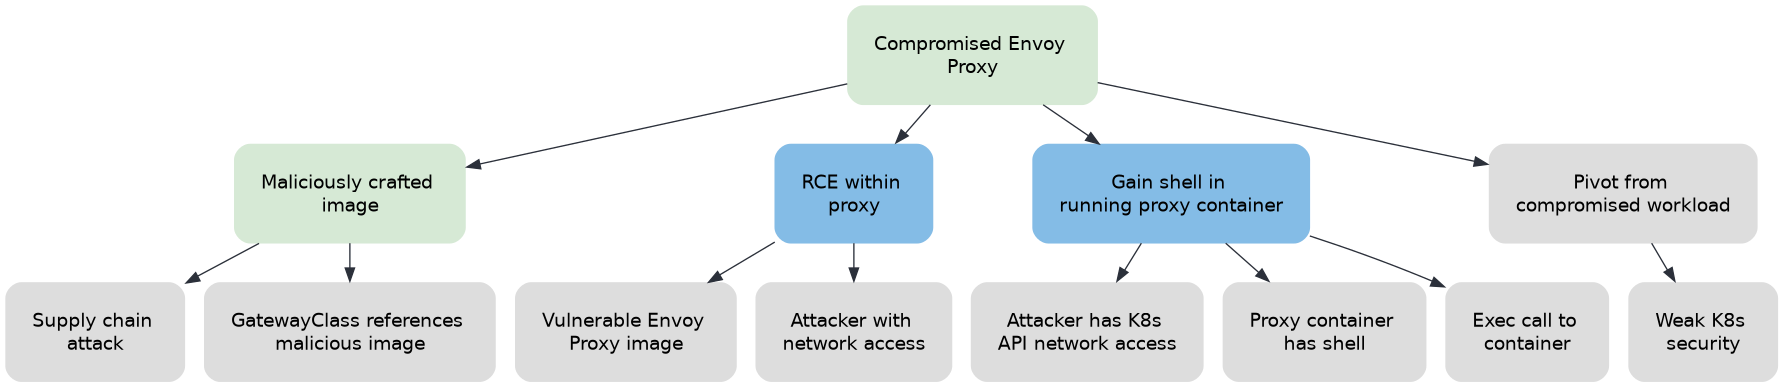 Compromised Envoy
Proxy
Maliciously crafted
image
RCE within
proxy
Gain shell in
running proxy container
Pivot from
compromised workload
Supply chain
attack
GatewayClass references
malicious image
Vulnerable Envoy
Proxy image
Attacker with
network access
Attacker has K8s
API network access
Proxy container
has shell
Exec call to
container
Weak K8s
security